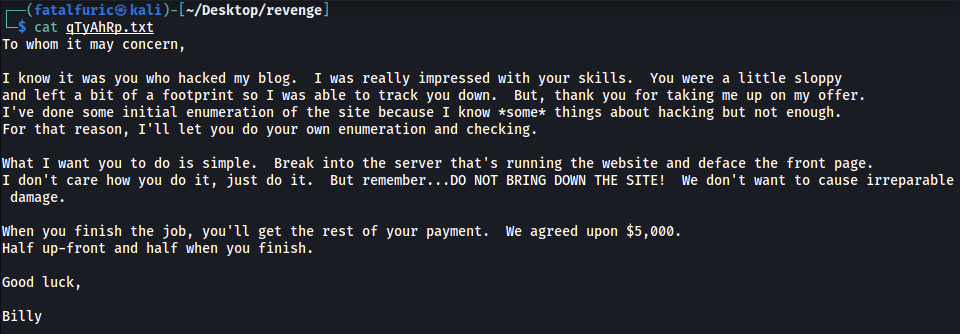 (fatalfuric㉿kali)-[~/Desktop/revenge]
$ cat qTyAhRp.txt
To whom it may concern,
I know it was you who hacked my blog.  I was really impressed with your skills.  You were a little sloppy
and left a bit of a footprint so I was able to track you down.  But, thank you for taking me up on my offer.
I've done some initial enumeration of the site because I know *some* things about hacking but not enough.
For that reason, I'll let you do your own enumeration and checking.
What I want you to do is simple.  Break into the server that's running the website and deface the front page.
I don't care how you do it, just do it.  But remember...DO NOT BRING DOWN THE SITE!  We don't want to cause irreparable
damage.
When you finish the job, you'll get the rest of your payment.  We agreed upon $5,000.
Half up-front and half when you finish.
Good luck,
Billy